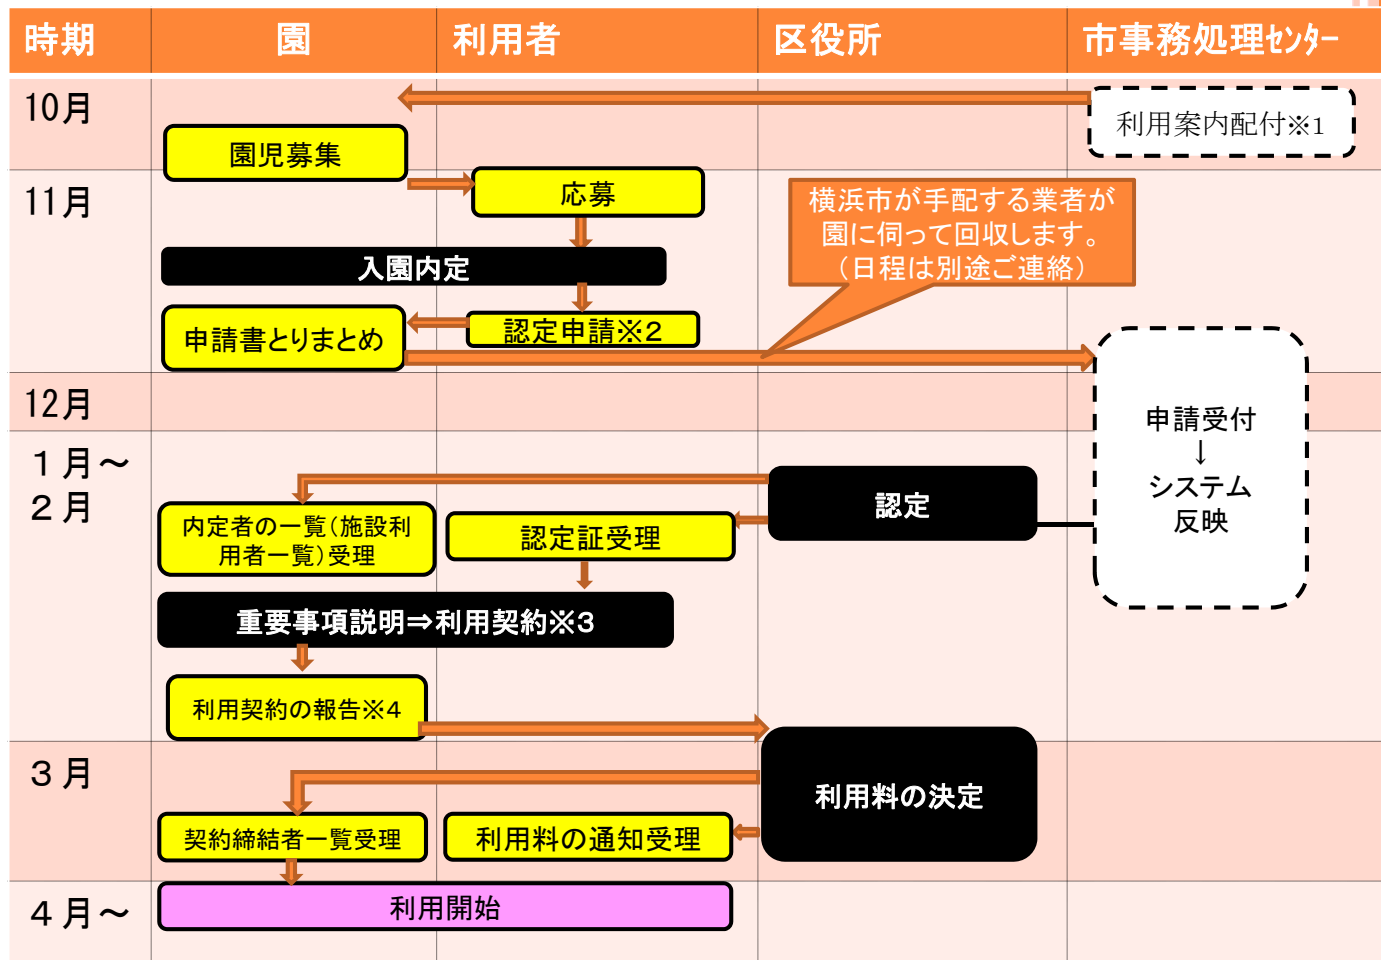 時期
園
利用者
区役所
市事務処理ｾﾝﾀｰ
10月
利用案内配付※1
園児募集
11月
応募
横浜市が手配する業者が
園に伺って回収します。
（日程は別途ご連絡）
入園内定
申請書とりまとめ
認定申請※2
12月
申請受付
↓
システム
反映
１月～
２月
認定
内定者の一覧（施設利
用者一覧）受理
認定証受理
重要事項説明⇒利用契約※3
利用契約の報告※4
３月
利用料の決定
契約締結者一覧受理
利用料の通知受理
４月～
利用開始